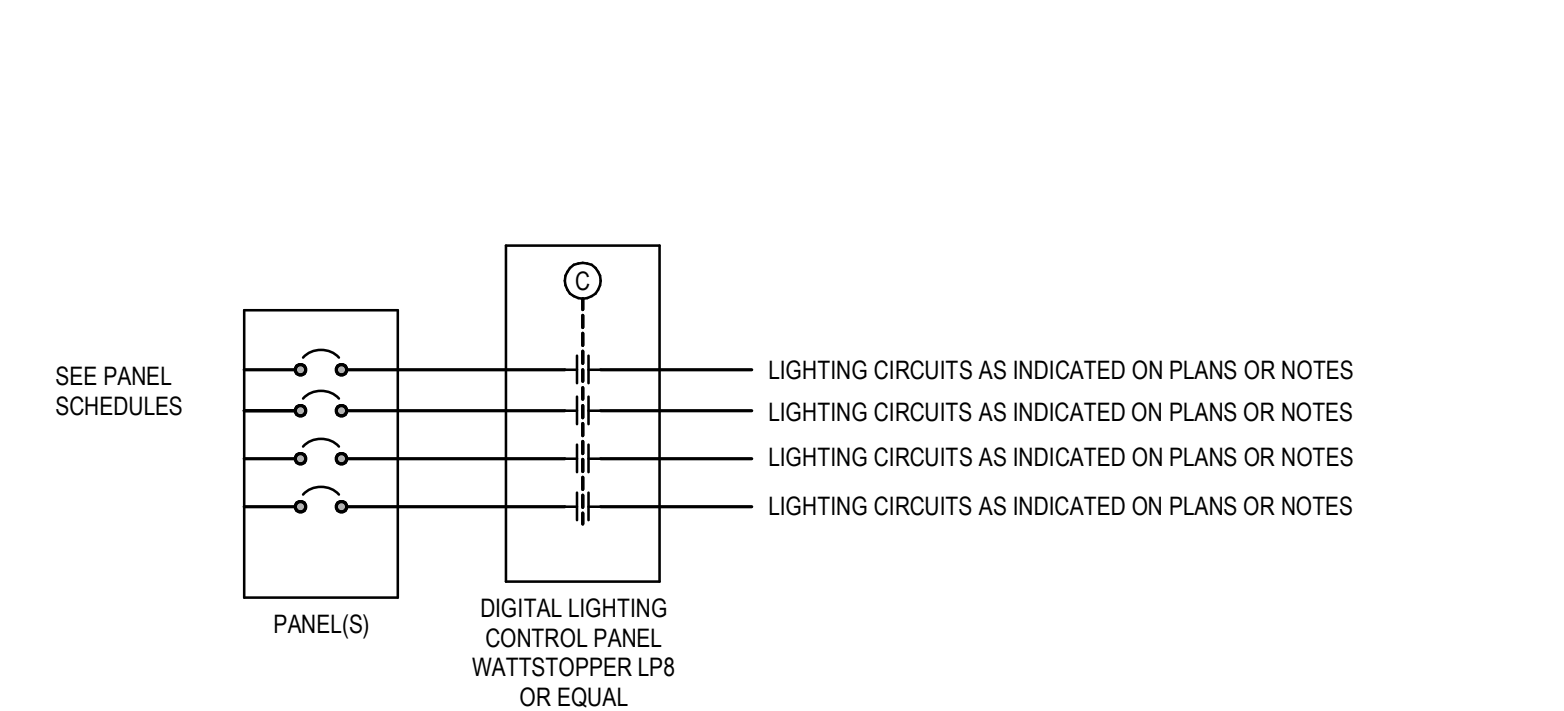 C
SEE PANEL
SCHEDULES
LIGHTING CIRCUITS AS INDICATED ON PLANS OR NOTES
LIGHTING CIRCUITS AS INDICATED ON PLANS OR NOTES
LIGHTING CIRCUITS AS INDICATED ON PLANS OR NOTES
LIGHTING CIRCUITS AS INDICATED ON PLANS OR NOTES
PANEL(S)
DIGITAL LIGHTING
CONTROL PANEL
WATTSTOPPER LP8
OR EQUAL